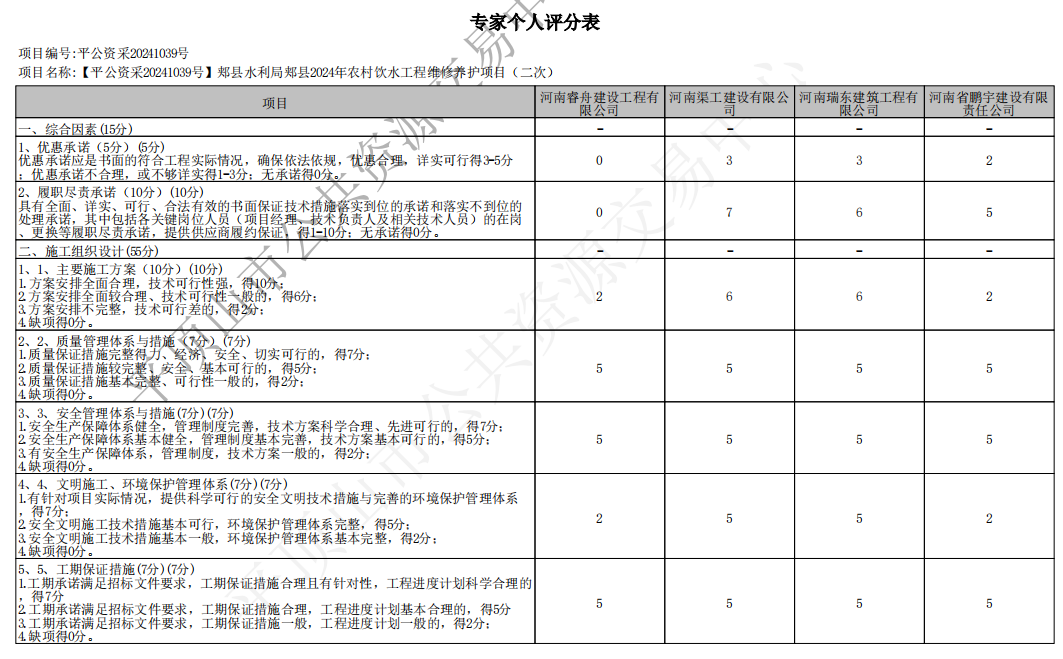 专家个人评分表
项目编号:平公资采20241039号
项目名称:【平公资采20241039号】郏县水利局郏县2024年农村饮水工程维修养护项目（二次）
项目
河南睿舟建设工程有限公司
河南渠工建设有限公司
河南瑞东建筑工程有限公司
河南省鹏宇建设有限责任公司
一、综合因素(15分)
- - - -
1、优惠承诺（5分）(5分)
优惠承诺应是书面的符合工程实际情况，确保依法依规，优惠合理，详实可行得3-5分
；优惠承诺不合理，或不够详实得1-3分；无承诺得0分。
0 3 3 2
2、履职尽责承诺（10分）(10分)
具有全面、详实、可行、合法有效的书面保证技术措施落实到位的承诺和落实不到位的
处理承诺，其中包括各关键岗位人员（项目经理、技术负责人及相关技术人员）的在岗
、更换等履职尽责承诺，提供供应商履约保证，得1-10分；无承诺得0分。
0 7 6 5
二、施工组织设计(55分)
- - - -
1、1、主要施工方案（10分）(10分)
1.方案安排全面合理，技术可行性强，得10分；
2.方案安排全面较合理、技术可行性一般的，得6分；
3.方案安排不完整，技术可行差的，得2分；
4.缺项得0分。
2 6 6 2
2、2、质量管理体系与措施（7分）(7分)
1.质量保证措施完整得力、经济、安全、切实可行的，得7分；
2.质量保证措施较完整、安全、基本可行的，得5分；
3.质量保证措施基本完整、可行性一般的，得2分；
4.缺项得0分。
5 5 5 5
3、3、安全管理体系与措施(7分)(7分)
1.安全生产保障体系健全，管理制度完善，技术方案科学合理、先进可行的，得7分；
2.安全生产保障体系基本健全，管理制度基本完善，技术方案基本可行的，得5分；
3.有安全生产保障体系，管理制度，技术方案一般的，得2分；
4.缺项得0分。
5 5 5 5
4、4、文明施工、环境保护管理体系(7分)(7分)
1.有针对项目实际情况，提供科学可行的安全文明技术措施与完善的环境保护管理体系
，得7分；
2.安全文明施工技术措施基本可行，环境保护管理体系完整，得5分；
3.安全文明施工技术措施基本一般，环境保护管理体系基本完整，得2分；
4.缺项得0分。
2 5 5 2
5、5、工期保证措施(7分)(7分)
1.工期承诺满足招标文件要求，工期保证措施合理且有针对性，工程进度计划科学合理的
，得7分
2.工期承诺满足招标文件要求，工期保证措施合理，工程进度计划基本合理的，得5分
3.工期承诺满足招标文件要求，工期保证措施一般，工程进度计划一般的，得2分；
4.缺项得0分。
5 5 5 5
平顶山市公共资源交易中心
平顶山市公共资源交易中心